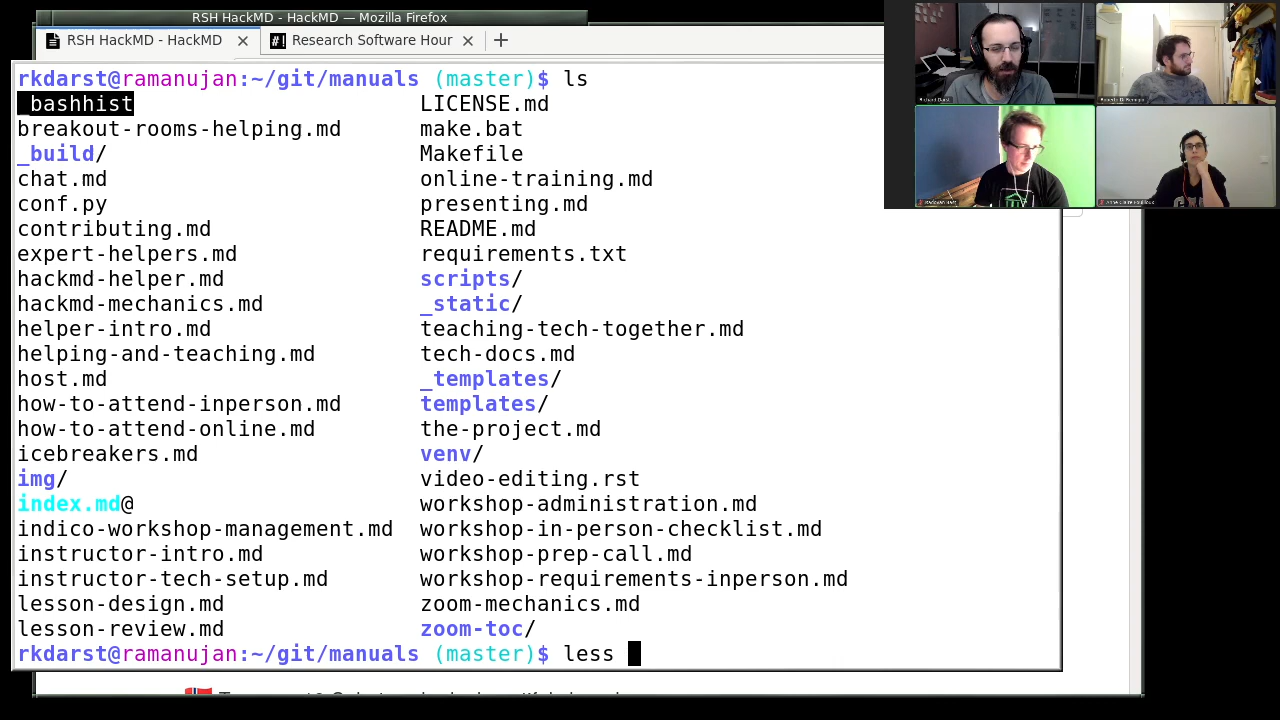 RSH HackMD - HackMD — Mozilla Firefox
RSH HackMD - HackMD
Research Software Hour
rkdarst@ramanujan:~/git/manuals (master)$ ls
_bashhist LICENSE.md
breakout-rooms-helping.md make.bat
_build/ Makefile
chat.md online-training.md
conf.py presenting.md
contributing.md README.md
expert-helpers.md requirements.txt
hackmd-helper.md scripts/
hackmd-mechanics.md _static/
helper-intro.md teaching-tech-together.md
helping-and-teaching.md tech-docs.md
host.md _templates/
how-to-attend-inperson.md templates/
how-to-attend-online.md the-project.md
icebreakers.md venv/
img/ video-editing.rst
index.md@ workshop-administration.md
indico-workshop-management.md workshop-in-person-checklist.md
instructor-intro.md workshop-prep-call.md
instructor-tech-setup.md workshop-requirements-inperson.md
lesson-design.md zoom-mechanics.md
lesson-review.md zoom-toc/
rkdarst@ramanujan:~/git/manuals (master)$ less
Richard Darst